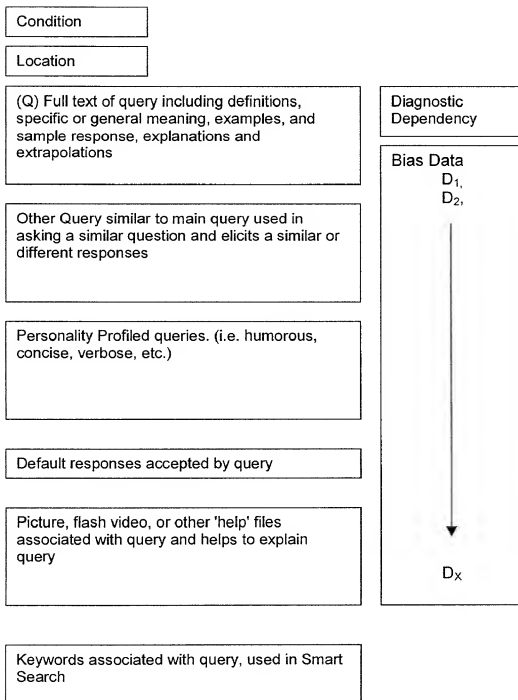 Condition
Location
(Q) Full text of query including definitions,
specific or general meaning, examples, and
sample response, explanations and
extrapolations
Other Query similar to main query used in
asking a similar question and elicits a similar or
different responses
Personality Profiled queries. (i.e. humorous,
concise, verbose, etc.)
Default responses accepted by query
Picture, flash video, or other 'help' files
associated with query and helps to explain
query
Keywords associated with query, used in Smart
Search
Diagnostic
Dependency
Bias Data
D1,
D2,
DX